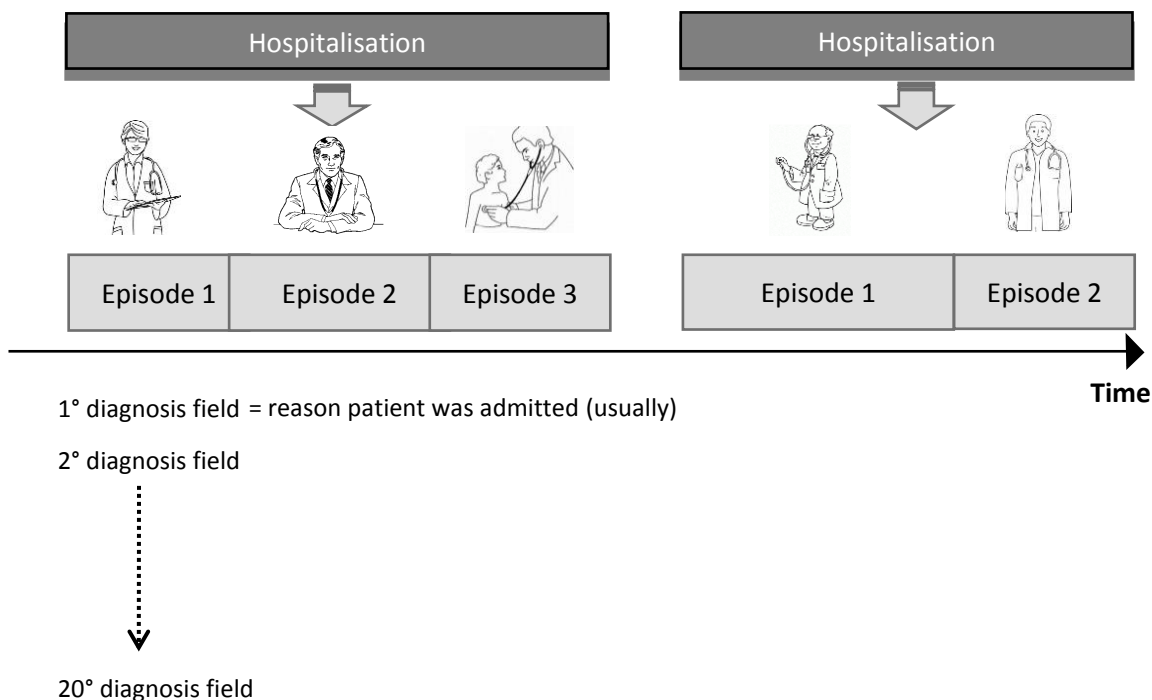 Hospitalisation
Hospitalisation
Episode 1
Episode 2
Episode 3
Episode 1
Episode 2
Time
1° diagnosis field = reason patient was admitted (usually)
2° diagnosis field
20° diagnosis field